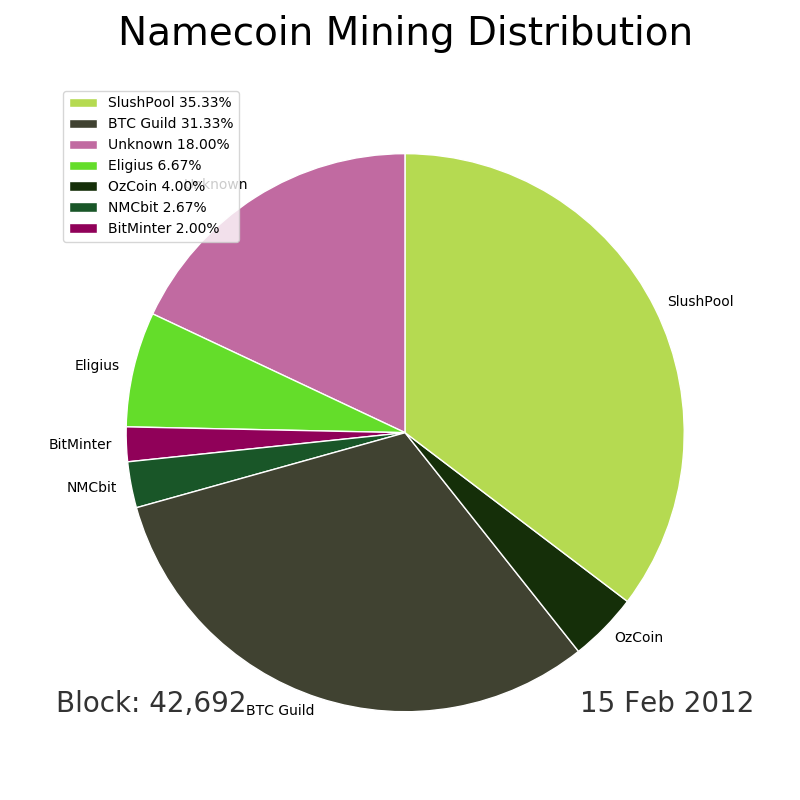 Namecoin Mining Distribution
SlushPool 35.33%
BTC Guild 31.33%
Unknown 18.00%
Eligius 6.67%
OzCoin 4.00%
NMCbit 2.67%
BitMinter 2.00%
Unknown
SlushPool
Eligius
BitMinter
NMCbit
OzCoin
BTC Guild
Block: 42,692
15 Feb 2012